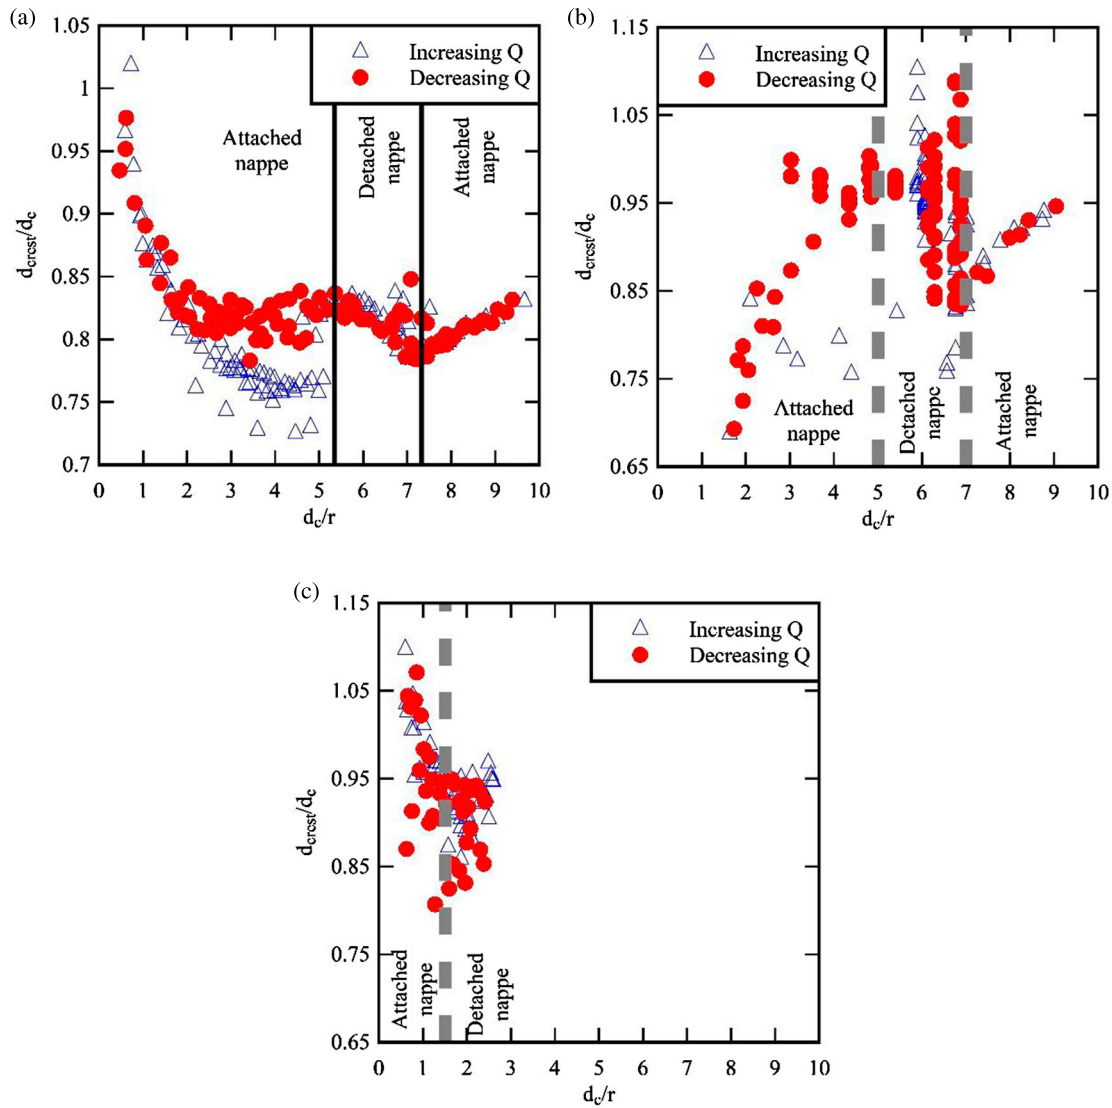 (a)
1.05
1
0.95
0.9
0.85
0.8
0.75
0.7
0 1 2 3 4 5 6 7 8 9 10
d_crest/d_c
d_c/r
Increasing Q
Decreasing Q
Attached
nappe
Detached
nappe
Attached
nappe
(b)
1.15
1.05
0.95
0.85
0.75
0.65
0 1 2 3 4 5 6 7 8 9 10
d_crest/d_c
d_c/r
Increasing Q
Decreasing Q
Attached
nappe
Detached
nappe
Attached
nappe
(c)
1.15
1.05
0.95
0.85
0.75
0.65
0 1 2 3 4 5 6 7 8 9 10
d_crest/d_c
d_c/r
Increasing Q
Decreasing Q
Attached
nappe
Detached
nappe